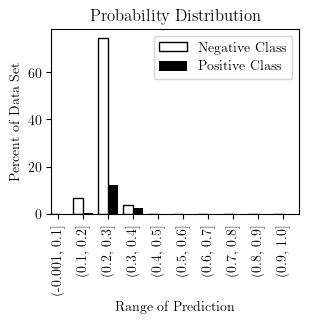 Probability Distribution
Negative Class
Positive Class
Percent of Data Set
60
40
20
0
(-0.001, 0.1]
(0.1, 0.2]
(0.2, 0.3]
(0.3, 0.4]
(0.4, 0.5]
(0.5, 0.6]
(0.6, 0.7]
(0.7, 0.8]
(0.8, 0.9]
(0.9, 1.0]
Range of Prediction